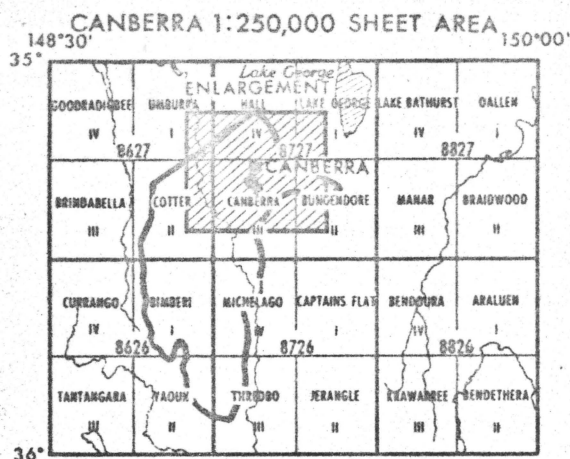 CANBERRA 1:250,000 SHEET AREA
148°30' 150°00'
35°
Lake George
ENLARGEMENT
GOODRADIGBEE UMBURRA HALL LAKE GEORGE LAKE BATHURST OALLEN
IV I IV I IV I
8627 8727 8827
CANBERRA
BRINDABELLA COTTER CANBERRA BUNGENDORE MANAR BRAIDWOOD
III II III II III II
CURRANGO BIMBERI MICHELAGO CAPTAINS FLAT BENDOURA ARALUEN
IV I IV I IV I
8626 8726 8826
TANTANGARA YAOUK THREDBO JERANGLE KRAWARREE BENDETHERA
III II III II III II
36°